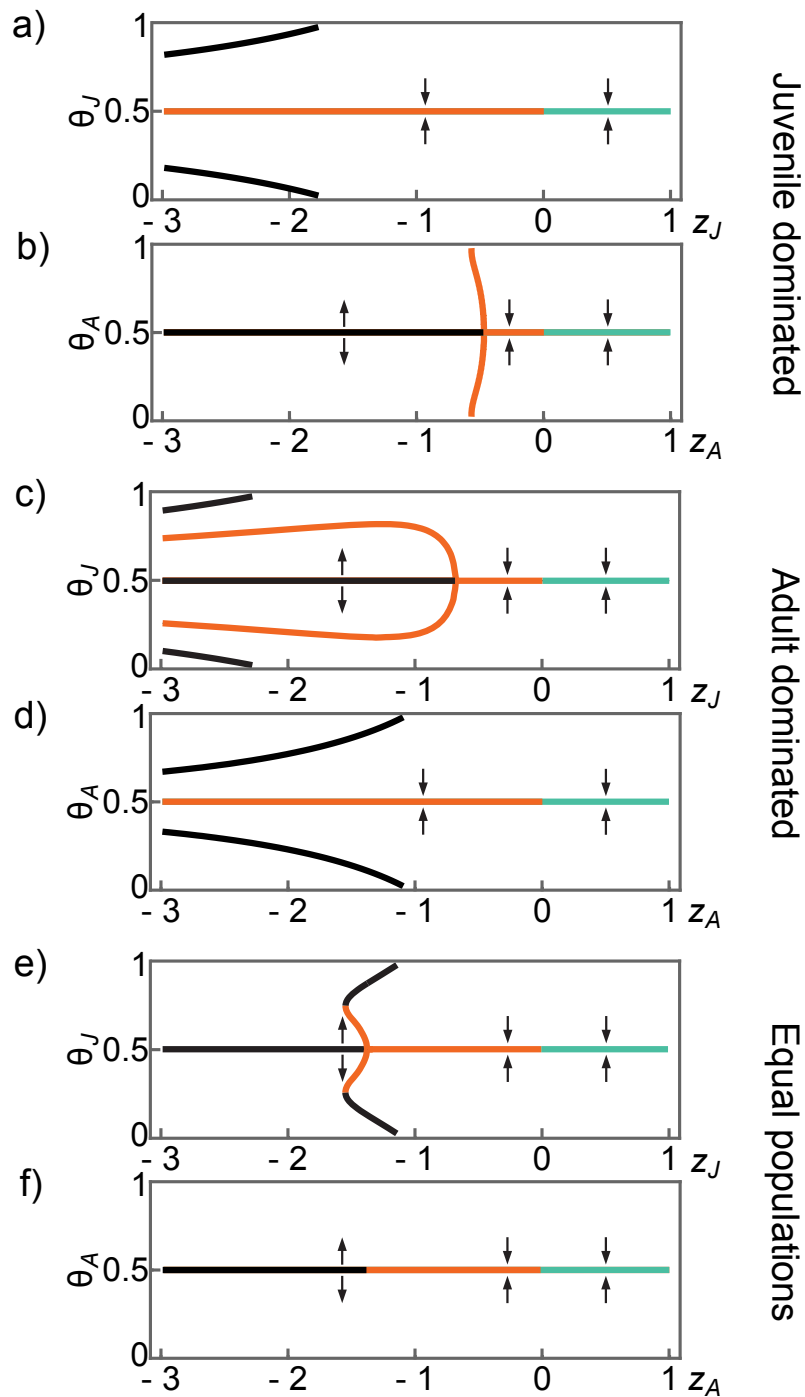 a)
1
θJ
0.5
0
- 3
- 2
- 1
0
zJ
1
b)
1
θA
0.5
0
- 3
- 2
- 1
0
zA
1
Juvenile dominated
c)
1
θJ
0.5
0
- 3
- 2
- 1
0
zJ
1
d)
1
θA
0.5
0
- 3
- 2
- 1
0
zA
1
Adult dominated
e)
1
θJ
0.5
0
- 3
- 2
- 1
0
zJ
1
f)
1
θA
0.5
0
- 3
- 2
- 1
0
zA
1
Equal populations